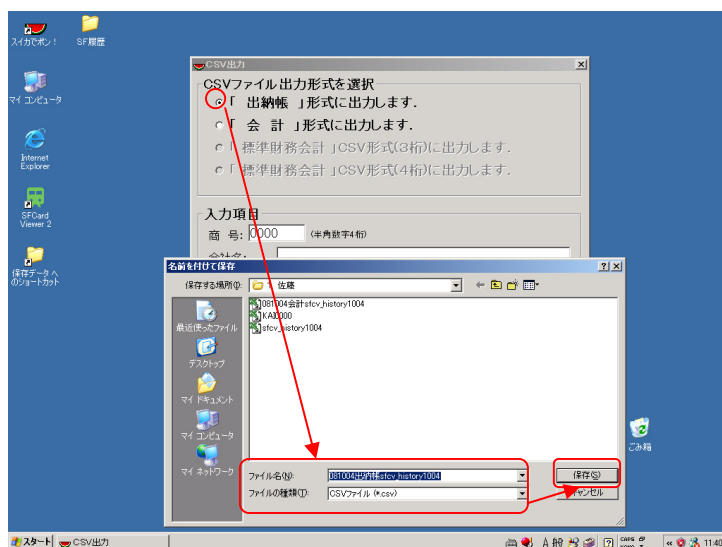 スイカでポン！
SF履歴
マイ コンピュータ
Internet
Explorer
SFCard
Viewer 2
保存データへ
のショートカット
CSV出力
CSVファイル出力形式を選択
「 出納帳 」形式に出力します.
「 会 計 」形式に出力します.
「 標準財務会計 」CSV形式(3桁)に出力します.
「 標準財務会計 」CSV形式(4桁)に出力します.
入力項目
商 号: 0000 (半角数字4桁)
会社名:
名前を付けて保存
保存する場所(I):
佐藤
081004会計sfcv_history1004
KAI0000
sfcv_history1004
最近使ったファイル
デスクトップ
マイ ドキュメント
マイ コンピュータ
マイ ネットワーク
ファイル名(N): 081004出納帳sfcv_history1004
保存(S)
ファイルの種類(T): CSVファイル (*.csv)
キャンセル
ごみ箱
スタート
CSV出力
A 般
CAPS
11:40